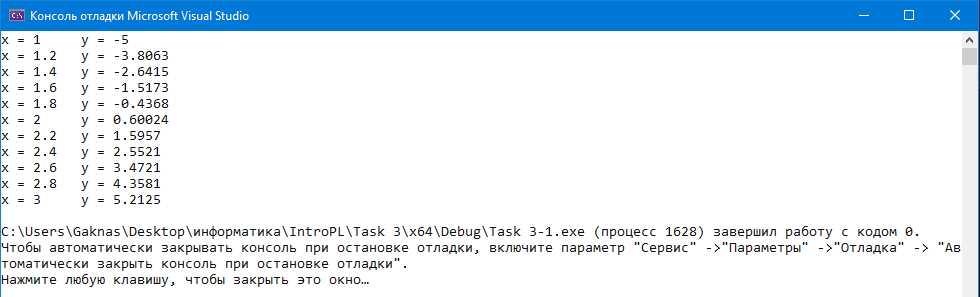 Консоль отладки Microsoft Visual Studio
x = 1     y = -5
x = 1.2   y = -3.8063
x = 1.4   y = -2.6415
x = 1.6   y = -1.5173
x = 1.8   y = -0.4368
x = 2     y = 0.60024
x = 2.2   y = 1.5957
x = 2.4   y = 2.5521
x = 2.6   y = 3.4721
x = 2.8   y = 4.3581
x = 3     y = 5.2125
C:\Users\Gaknas\Desktop\информатика\IntroPL\Task 3\x64\Debug\Task 3-1.exe (процесс 1628) завершил работу с кодом 0.
Чтобы автоматически закрывать консоль при остановке отладки, включите параметр "Сервис" ->"Параметры" ->"Отладка" -> "Ав
томатически закрыть консоль при остановке отладки".
Нажмите любую клавишу, чтобы закрыть это окно…